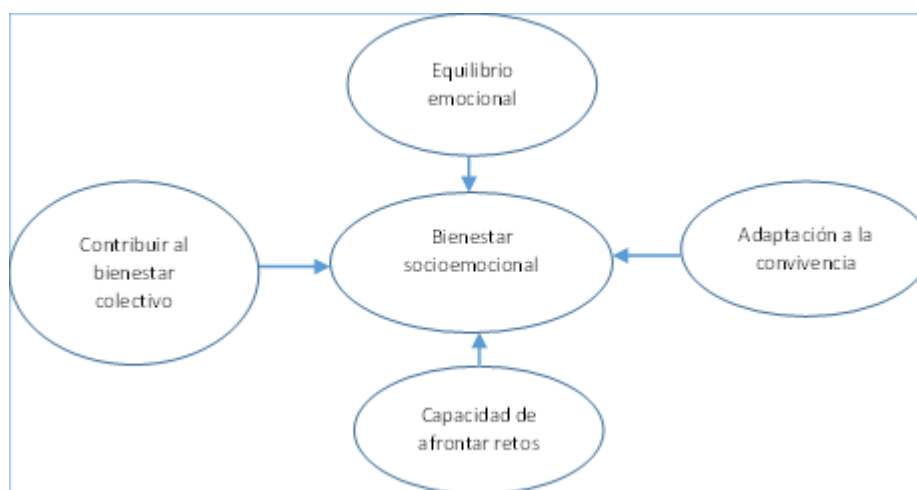 Equilibrio
emocional
Contribuir al
bienestar
colectivo
Bienestar
socioemocional
Adaptación a la
convivencia
Capacidad de
afrontar retos